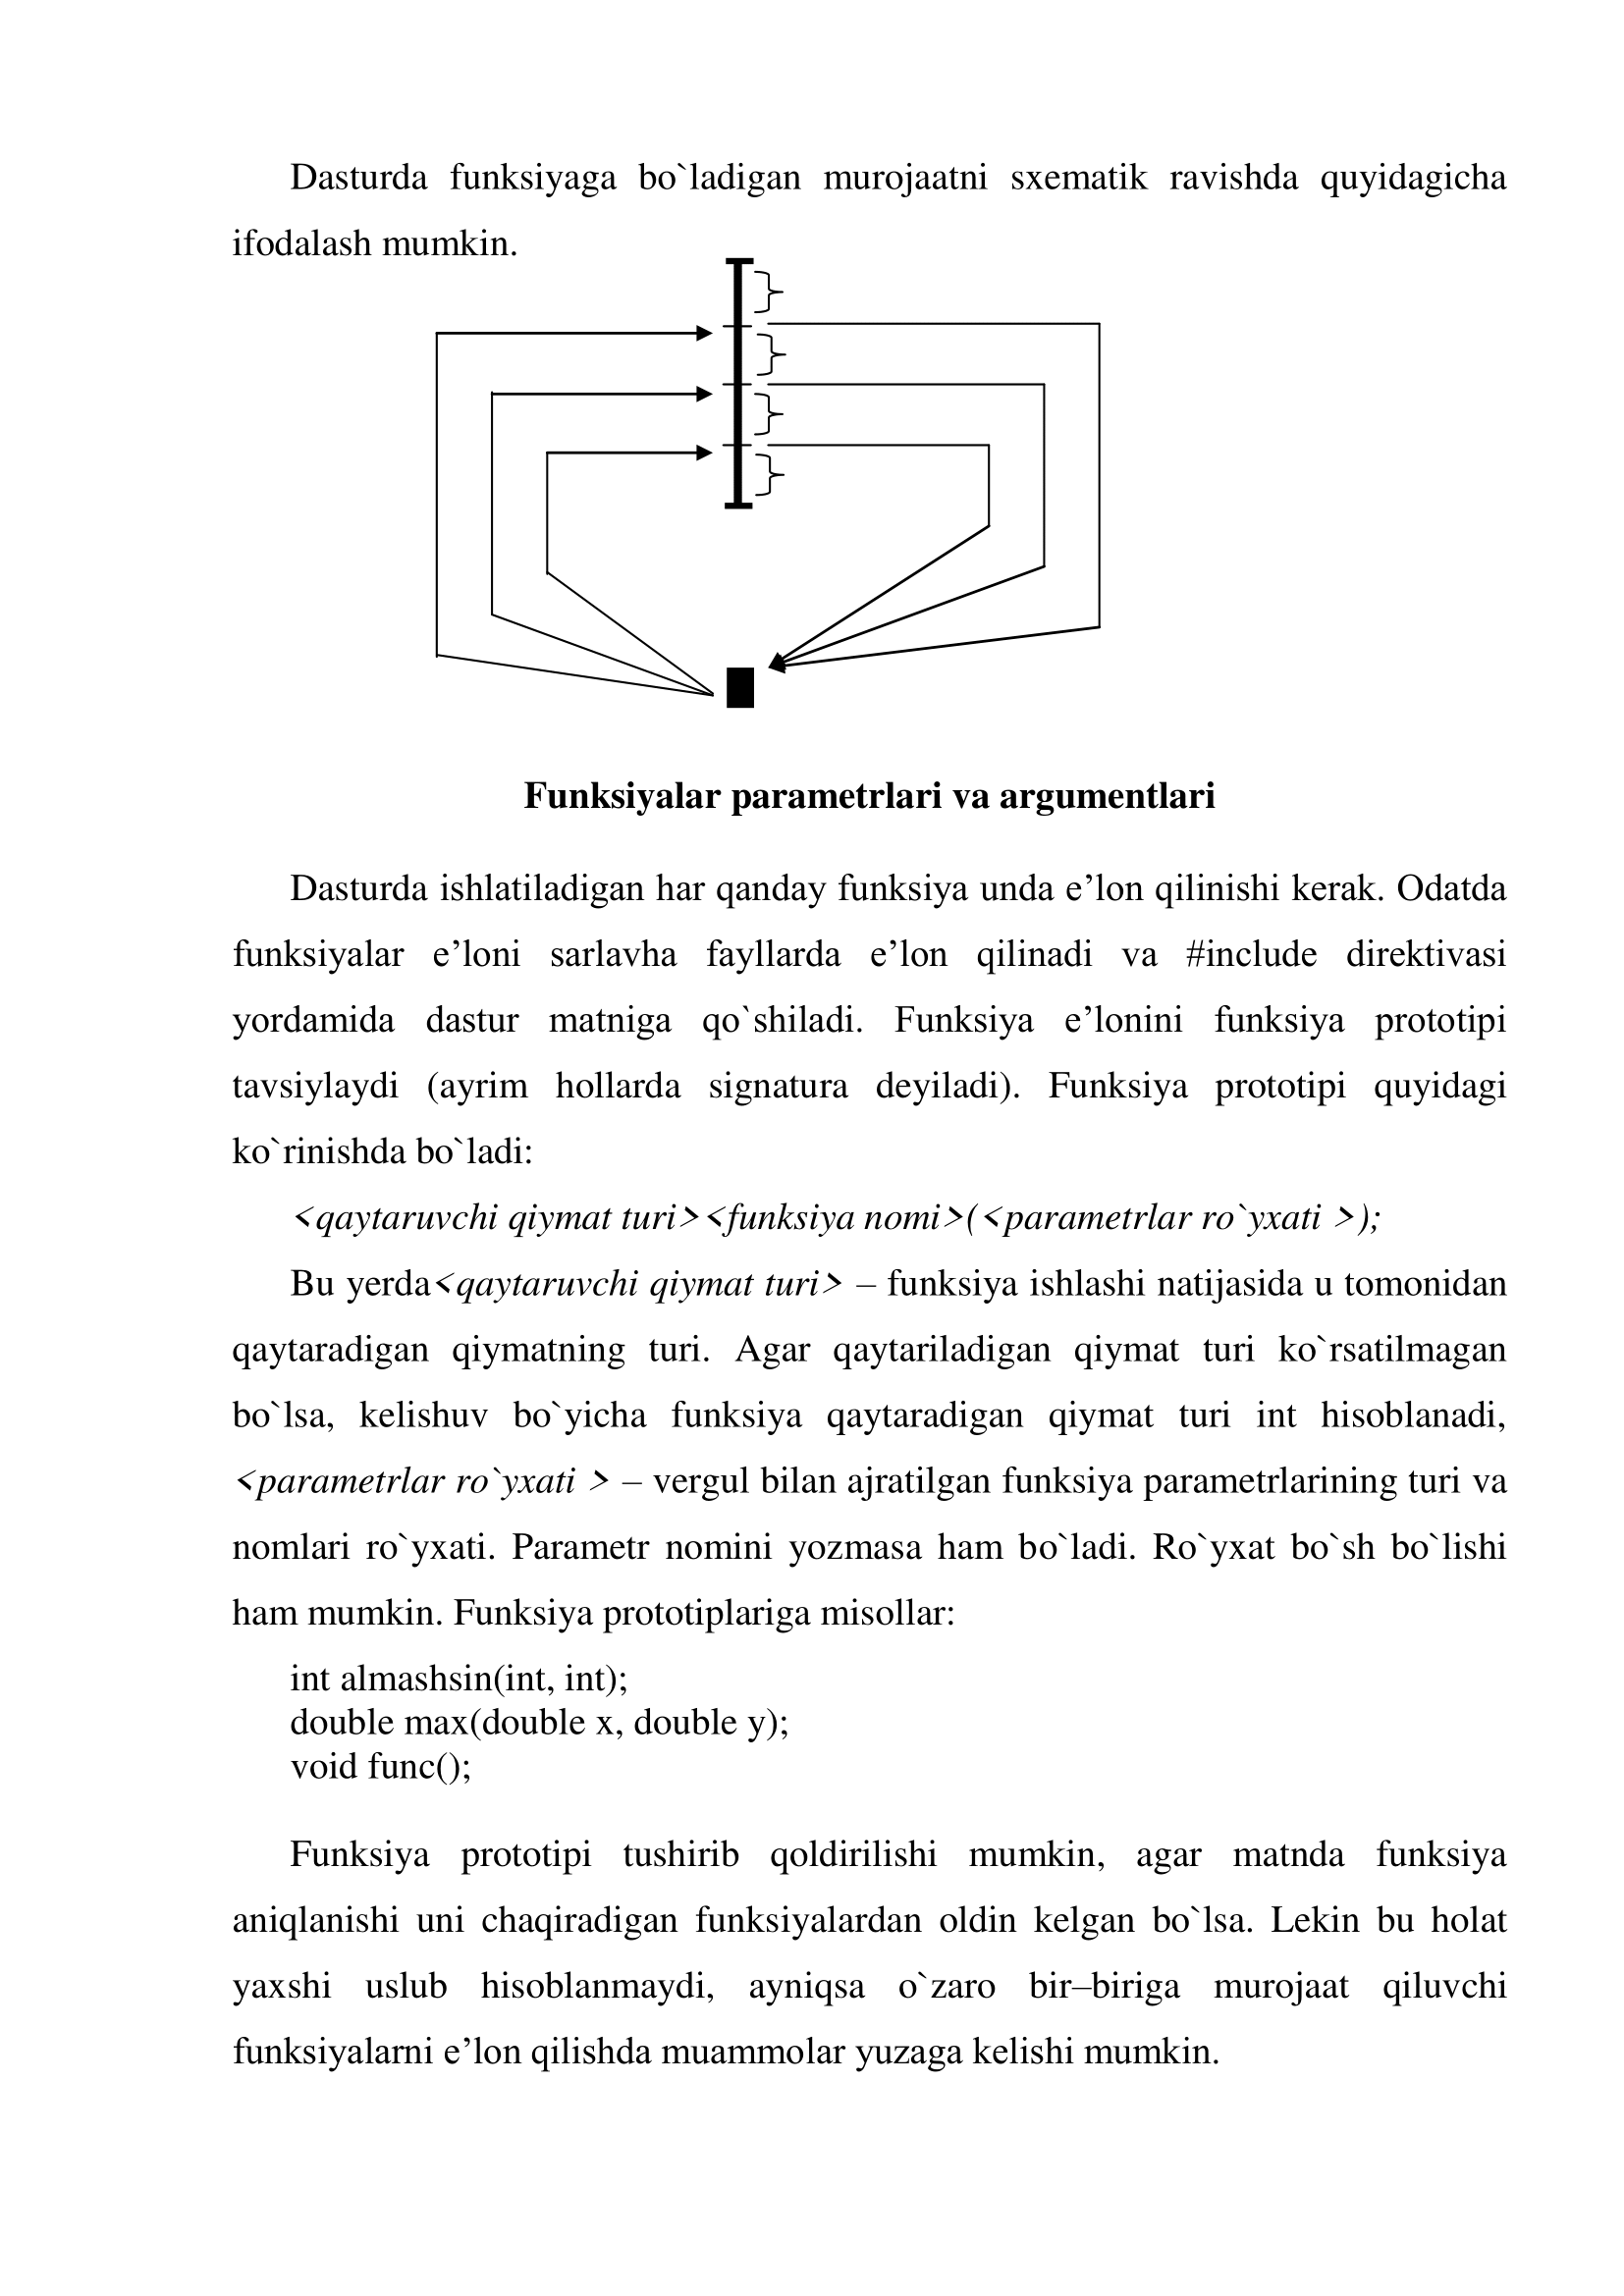 Dasturda funksiyaga bo`ladigan murojaatni sxematik ravishda quyidagicha
ifodalash mumkin.
Funksiyalar parametrlari va argumentlari
Dasturda ishlatiladigan har qanday funksiya unda e’lon qilinishi kerak. Odatda
funksiyalar e’loni sarlavha fayllarda e’lon qilinadi va #include direktivasi
yordamida dastur matniga qo`shiladi. Funksiya e’lonini funksiya prototipi
tavsiylaydi (ayrim hollarda signatura deyiladi). Funksiya prototipi quyidagi
ko`rinishda bo`ladi:
<qaytaruvchi qiymat turi><funksiya nomi>(<parametrlar ro`yxati >);
Bu yerda<qaytaruvchi qiymat turi> – funksiya ishlashi natijasida u tomonidan
qaytaradigan qiymatning turi. Agar qaytariladigan qiymat turi ko`rsatilmagan
bo`lsa, kelishuv bo`yicha funksiya qaytaradigan qiymat turi int hisoblanadi,
<parametrlar ro`yxati > – vergul bilan ajratilgan funksiya parametrlarining turi va
nomlari ro`yxati. Parametr nomini yozmasa ham bo`ladi. Ro`yxat bo`sh bo`lishi
ham mumkin. Funksiya prototiplariga misollar:
int almashsin(int, int);
double max(double x, double y);
void func();
Funksiya prototipi tushirib qoldirilishi mumkin, agar matnda funksiya
aniqlanishi uni chaqiradigan funksiyalardan oldin kelgan bo`lsa. Lekin bu holat
yaxshi uslub hisoblanmaydi, ayniqsa o`zaro bir–biriga murojaat qiluvchi
funksiyalarni e’lon qilishda muammolar yuzaga kelishi mumkin.